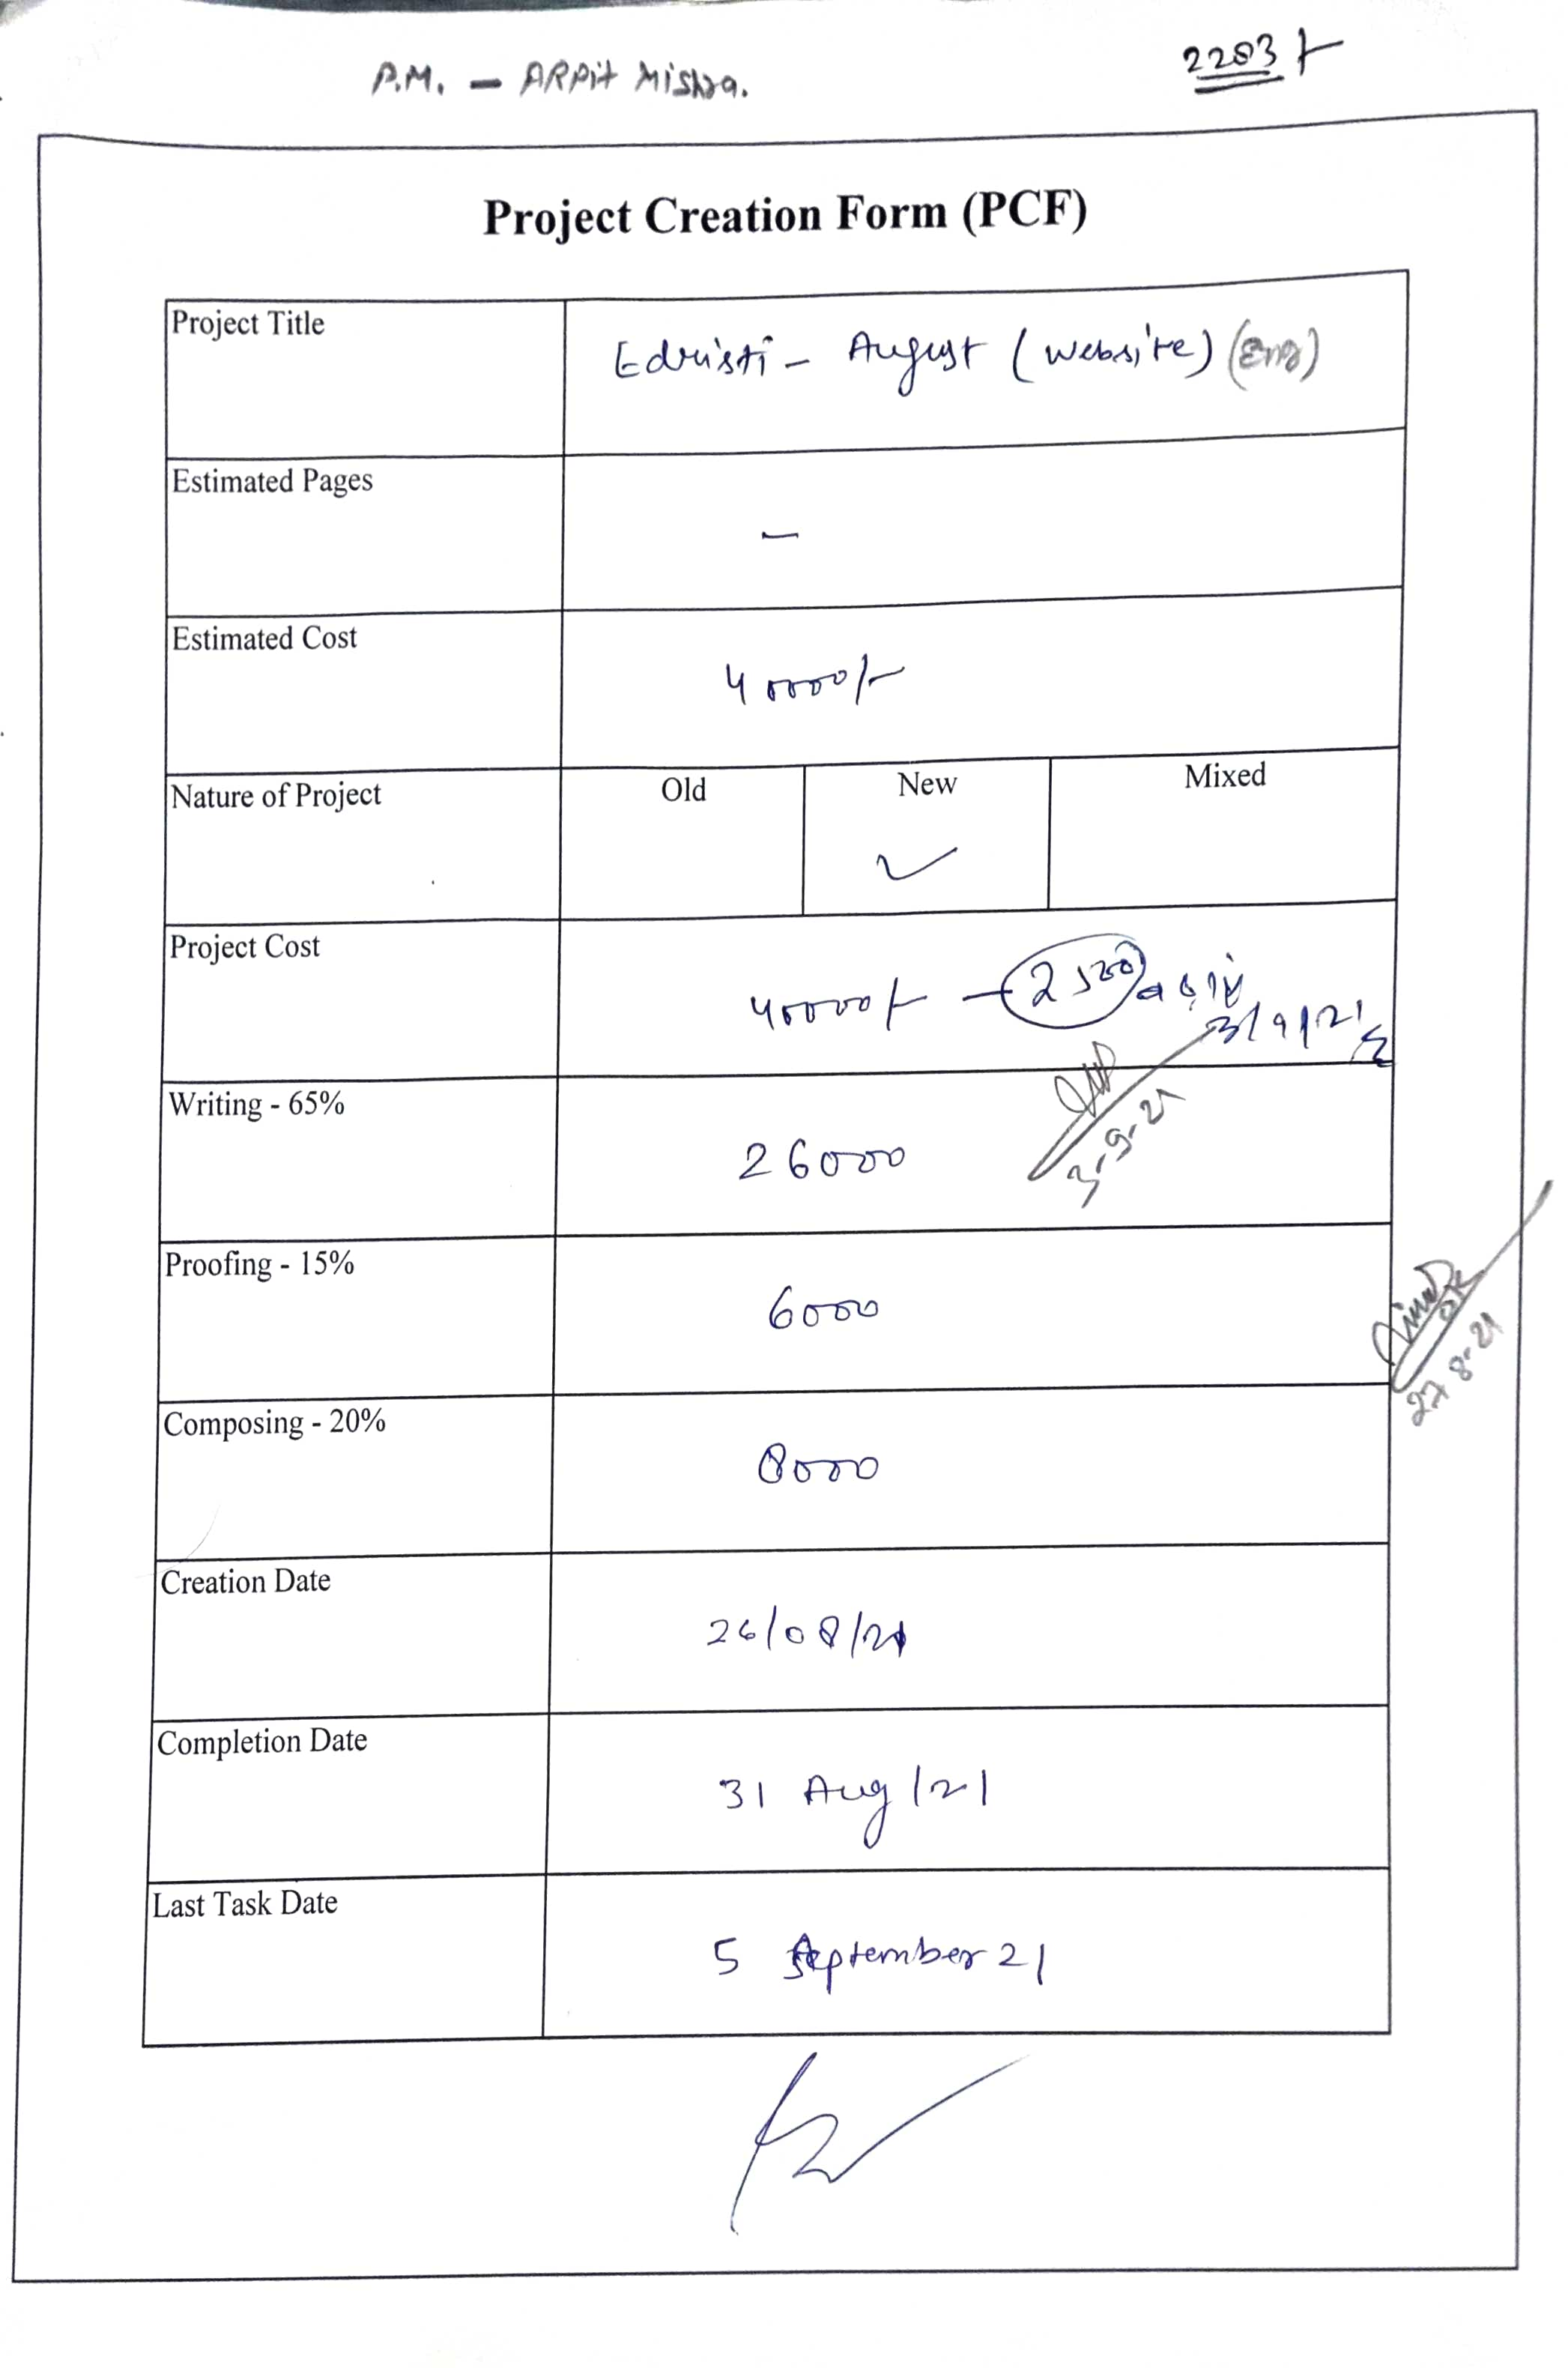 P.M. - ARPit Mishra.
2203
Project Creation Form (PCF)
Project Title
Edristi - August (website) (Eng)
Estimated Pages
-
Estimated Cost
40000/-
Nature of Project
Old
New
Mixed
✓
Project Cost
40000/- - 2500
3/9/21
Writing - 65%
26000
3-9-21
Proofing - 15%
6000
OK
27-8-21
Composing - 20%
8000
Creation Date
26/08/21
Completion Date
31 Aug/21
Last Task Date
5 September 21